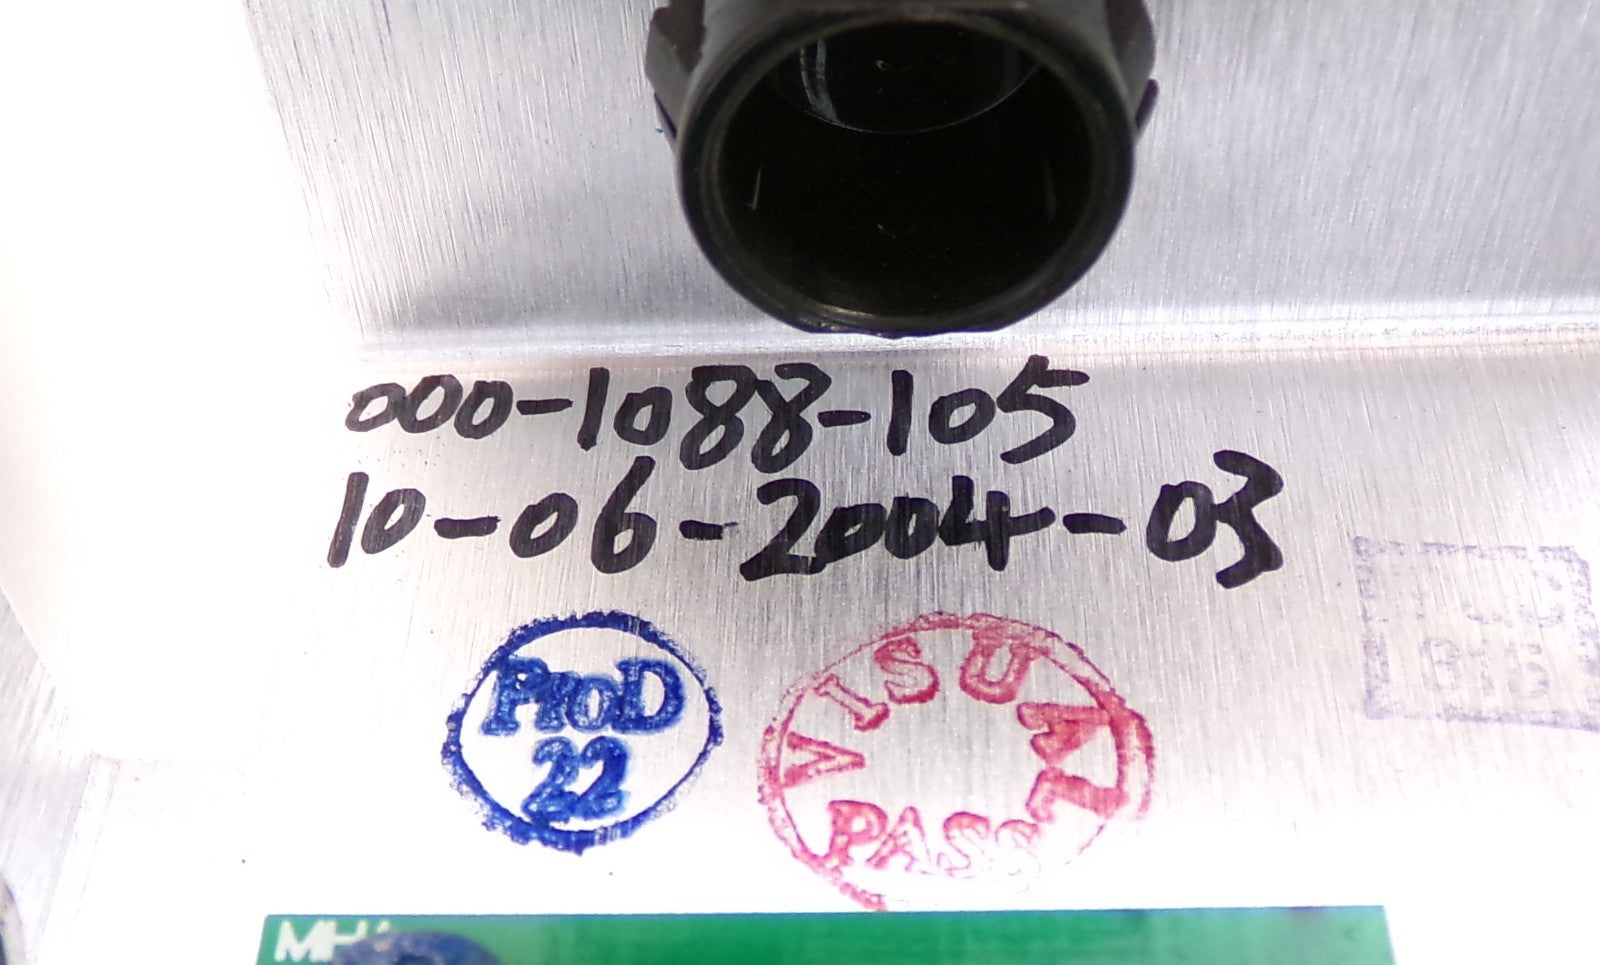 000-1088-105
10-06-2004-03
ProD
22
VISUAL
PASS